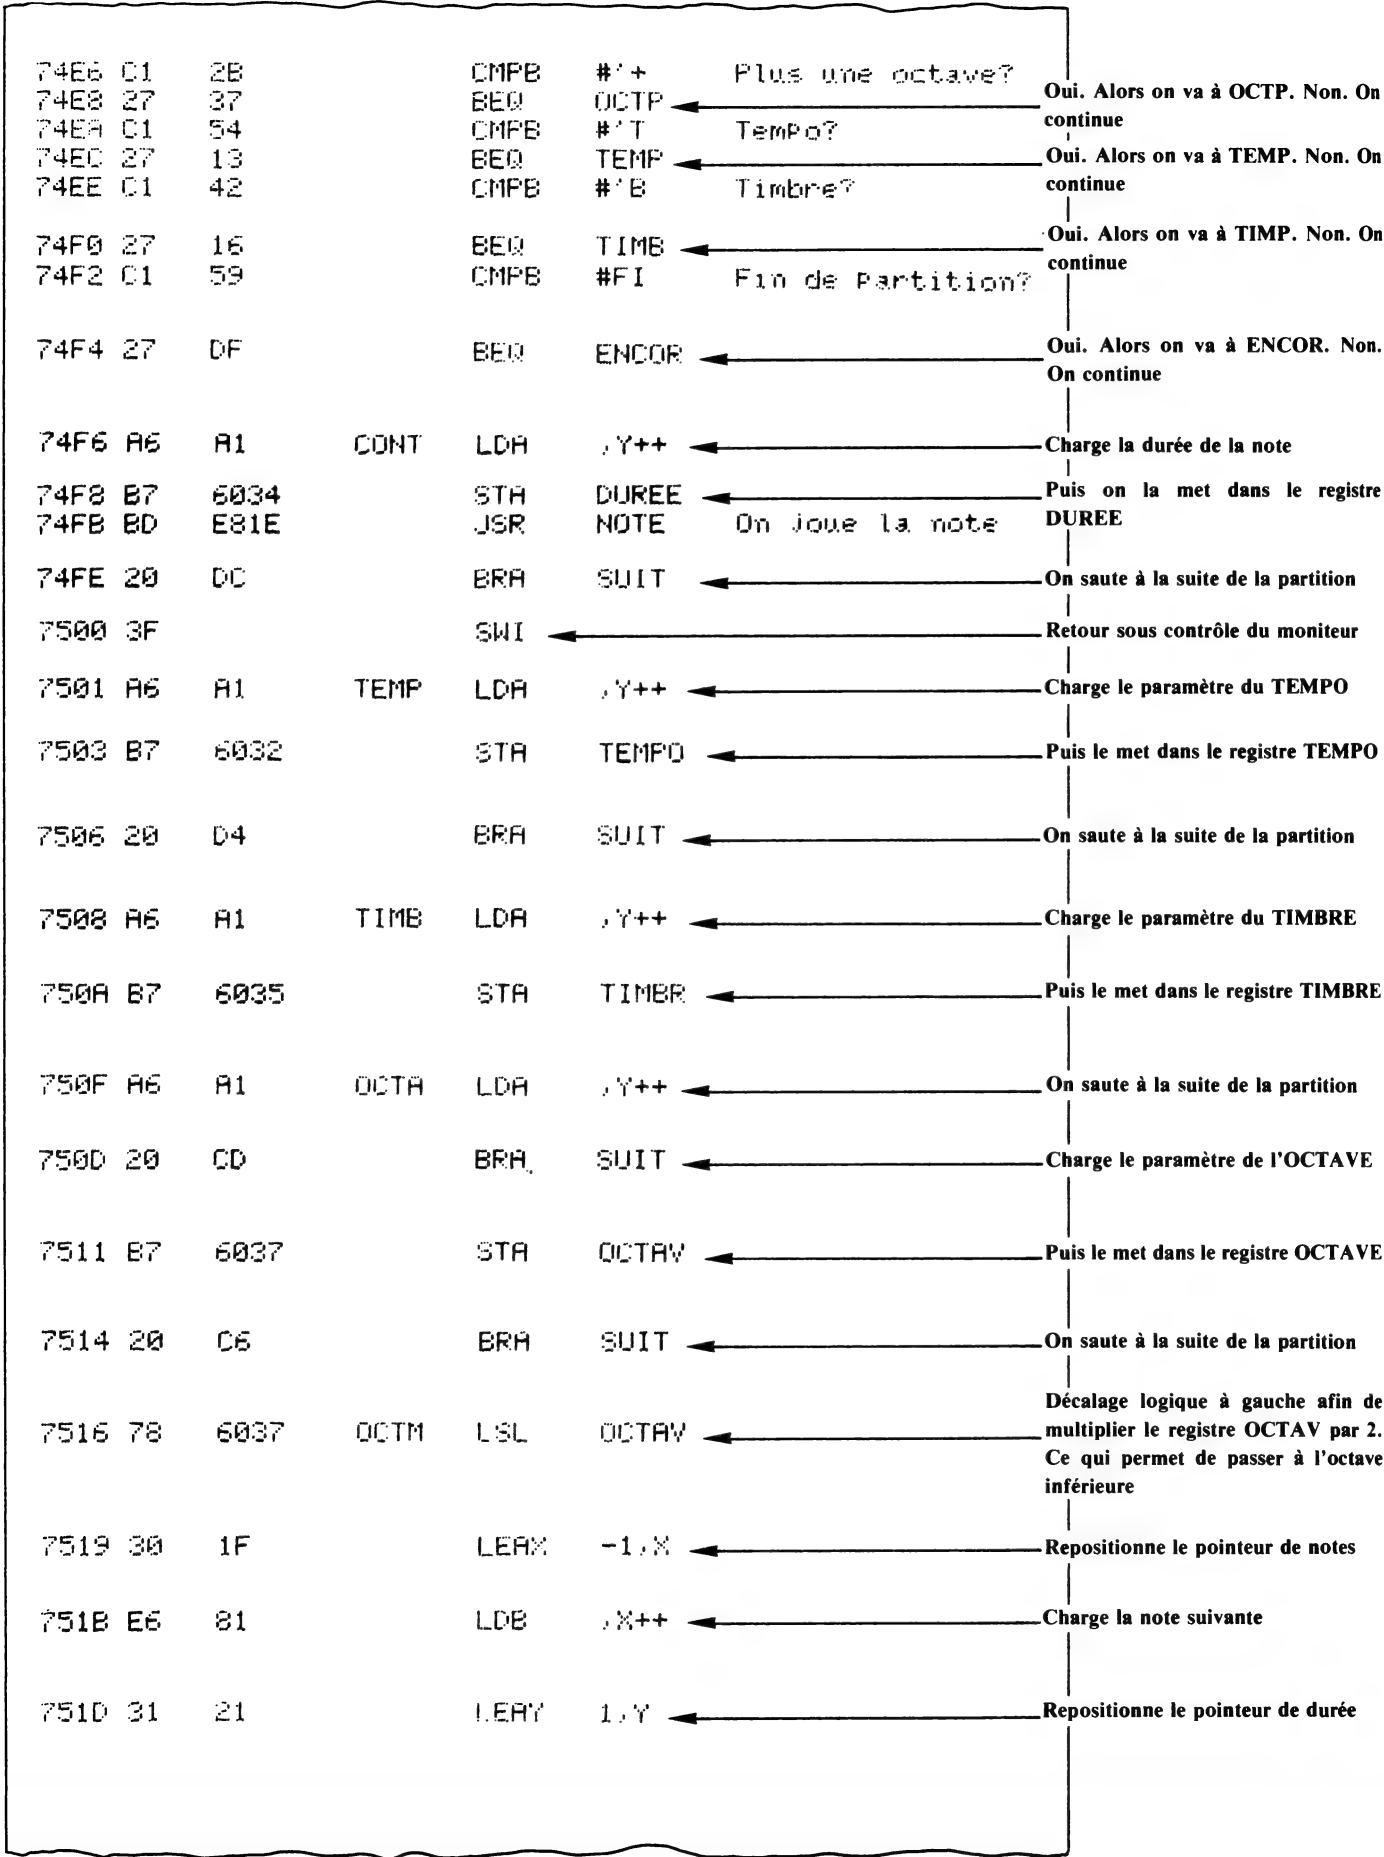 74E6 C1 2B CMPB #'+ Plus une octave?
74E8 27 37 BEQ OCTP Oui. Alors on va à OCTP. Non. On
continue
74EA C1 54 CMPB #'T Tempo?
74EC 27 13 BEQ TEMP Oui. Alors on va à TEMP. Non. On
continue
74EE C1 42 CMPB #'B Timbre?
74F0 27 16 BEQ TIMB Oui. Alors on va à TIMP. Non. On
continue
74F2 C1 59 CMPB #FI Fin de partition?
74F4 27 DF BEQ ENCOR Oui. Alors on va à ENCOR. Non.
On continue
74F6 A6 A1 CONT LDA ,Y++ Charge la durée de la note
74F8 B7 6034 STA DUREE Puis on la met dans le registre
DUREE
74FB BD E81E JSR NOTE On joue la note
74FE 20 DC BRA SUIT On saute à la suite de la partition
7500 3F SWI Retour sous contrôle du moniteur
7501 A6 A1 TEMP LDA ,Y++ Charge le paramètre du TEMPO
7503 B7 6032 STA TEMPO Puis le met dans le registre TEMPO
7506 20 D4 BRA SUIT On saute à la suite de la partition
7508 A6 A1 TIMB LDA ,Y++ Charge le paramètre du TIMBRE
750A B7 6035 STA TIMBR Puis le met dans le registre TIMBRE
750F A6 A1 OCTA LDA ,Y++ On saute à la suite de la partition
750D 20 CD BRA SUIT Charge le paramètre de l'OCTAVE
7511 B7 6037 STA OCTAV Puis le met dans le registre OCTAVE
7514 20 C6 BRA SUIT On saute à la suite de la partition
7516 78 6037 OCTM LSL OCTAV Décalage logique à gauche afin de
multiplier le registre OCTAV par 2.
Ce qui permet de passer à l'octave
inférieure
7519 30 1F LEAX -1,X Repositionne le pointeur de notes
751B E6 81 LDB ,X++ Charge la note suivante
751D 31 21 LEAY 1,Y Repositionne le pointeur de durée